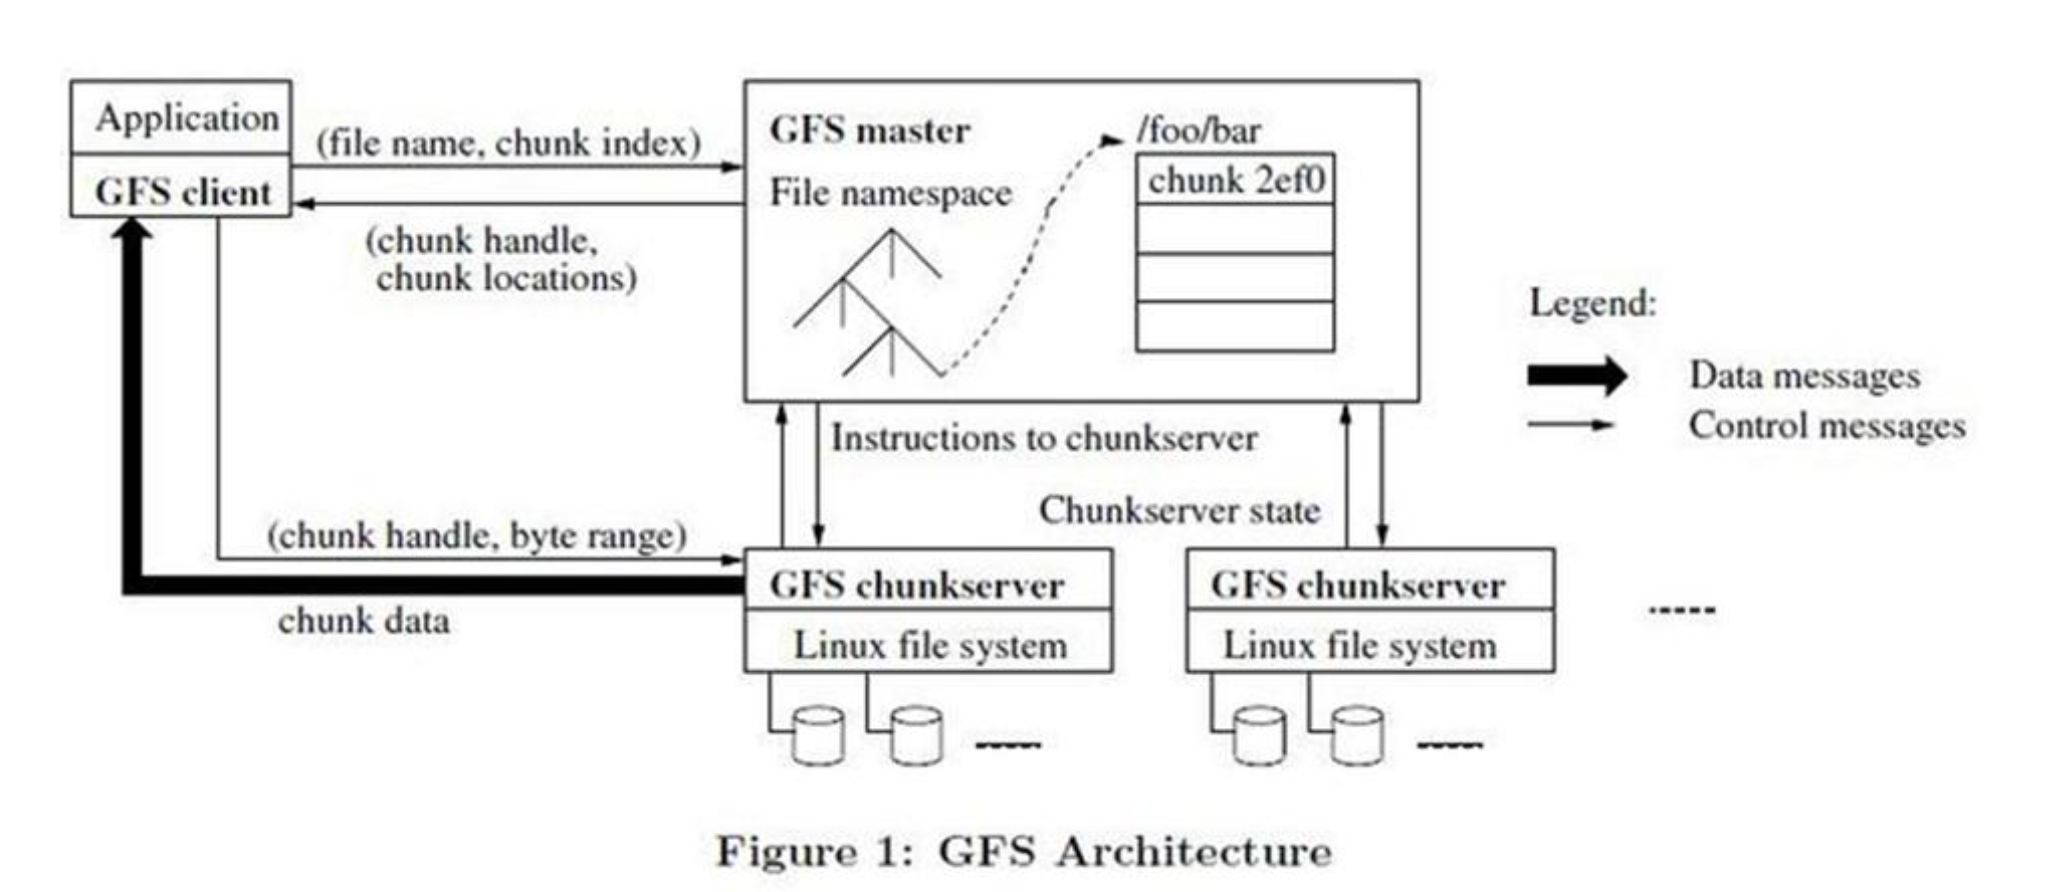 Application
GFS client
(file name, chunk index)
(chunk handle,
chunk locations)
GFS master
File namespace
/foo/bar
chunk 2ef0
Legend:
Data messages
Control messages
Instructions to chunkserver
Chunkserver state
(chunk handle, byte range)
chunk data
GFS chunkserver
Linux file system
GFS chunkserver
Linux file system
Figure 1: GFS Architecture